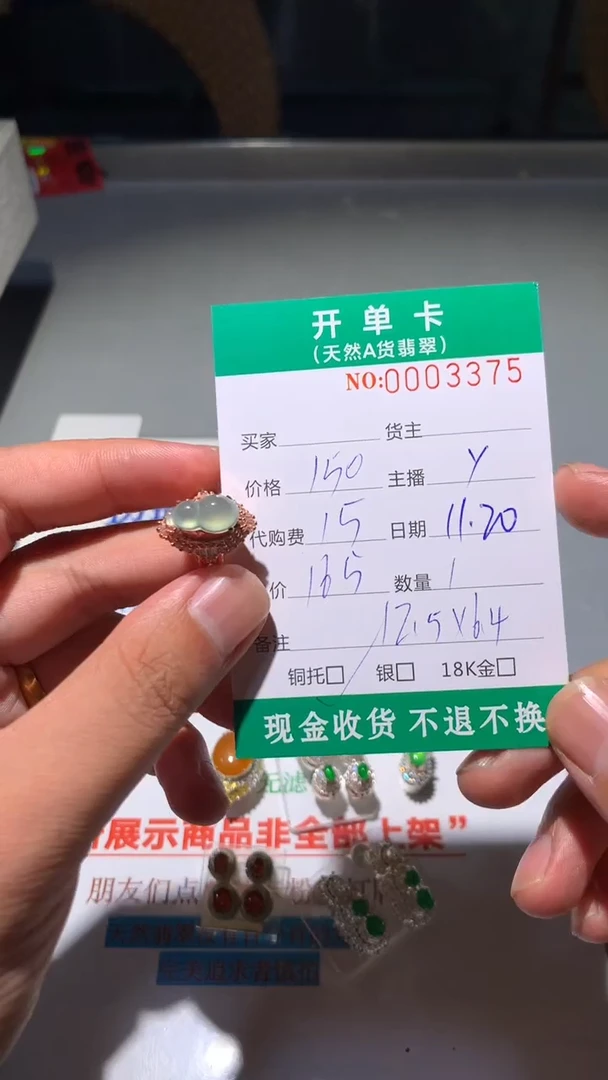 开单卡
(天然A货翡翠)
NO:0003375
买家 货主
价格 150 主播 Y
代购费 15 日期 11.20
价 165 数量 1
备注 12.5×6.4
铜托□ 银□ 18K金□
现金收货 不退不换
无滤
展示商品非全部上架”
朋友们点 粉